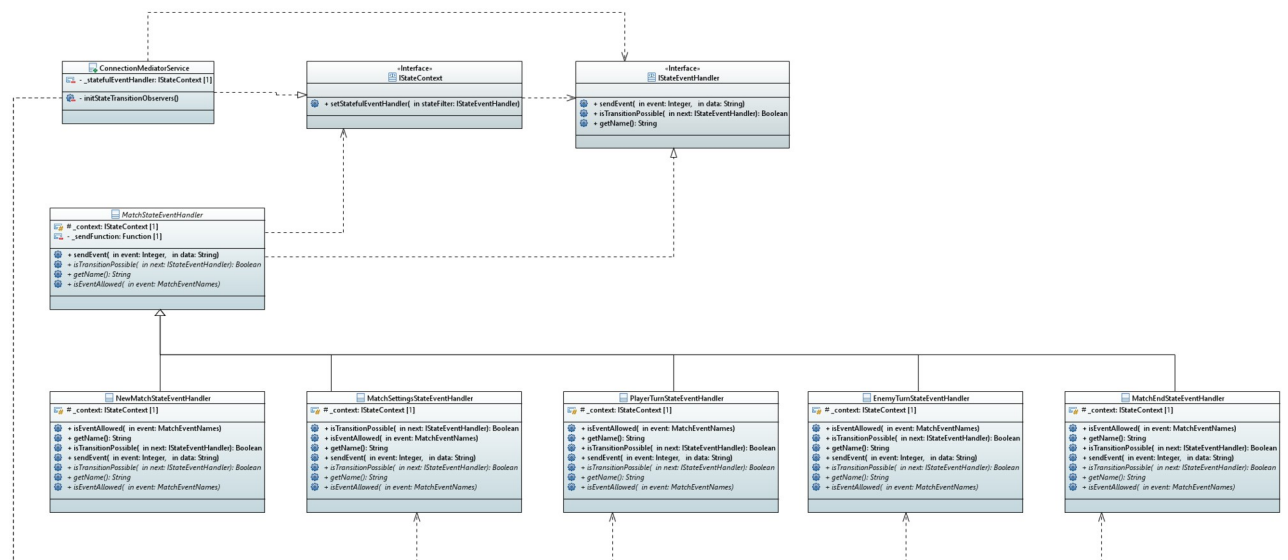 ConnectionMediatorService
- _statefulEventHandler: IStateContext [1]
- initStateTransitionObservers()
«Interface»
IStateContext
+ setStatefulEventHandler( in stateFilter: IStateEventHandler)
«Interface»
IStateEventHandler
+ sendEvent( in event: Integer, in data: String)
+ isTransitionPossible( in next: IStateEventHandler): Boolean
+ getName(): String
MatchStateEventHandler
# _context: IStateContext [1]
- _sendFunction: Function [1]
+ sendEvent( in event: Integer, in data: String)
+ isTransitionPossible( in next: IStateEventHandler): Boolean
+ getName(): String
+ isEventAllowed( in event: MatchEventNames)
NewMatchStateEventHandler
# _context: IStateContext [1]
+ isEventAllowed( in event: MatchEventNames)
+ getName(): String
+ isTransitionPossible( in next: IStateEventHandler): Boolean
+ sendEvent( in event: Integer, in data: String)
+ isTransitionPossible( in next: IStateEventHandler): Boolean
+ getName(): String
+ isEventAllowed( in event: MatchEventNames)
MatchSettingsStateEventHandler
# _context: IStateContext [1]
+ isTransitionPossible( in next: IStateEventHandler): Boolean
+ isEventAllowed( in event: MatchEventNames)
+ getName(): String
+ sendEvent( in event: Integer, in data: String)
+ isTransitionPossible( in next: IStateEventHandler): Boolean
+ getName(): String
+ isEventAllowed( in event: MatchEventNames)
PlayerTurnStateEventHandler
# _context: IStateContext [1]
+ isEventAllowed( in event: MatchEventNames)
+ getName(): String
+ isTransitionPossible( in next: IStateEventHandler): Boolean
+ sendEvent( in event: Integer, in data: String)
+ isTransitionPossible( in next: IStateEventHandler): Boolean
+ getName(): String
+ isEventAllowed( in event: MatchEventNames)
EnemyTurnStateEventHandler
# _context: IStateContext [1]
+ isEventAllowed( in event: MatchEventNames)
+ isTransitionPossible( in next: IStateEventHandler): Boolean
+ getName(): String
+ sendEvent( in event: Integer, in data: String)
+ isTransitionPossible( in next: IStateEventHandler): Boolean
+ getName(): String
+ isEventAllowed( in event: MatchEventNames)
MatchEndStateEventHandler
# _context: IStateContext [1]
+ isEventAllowed( in event: MatchEventNames)
+ getName(): String
+ isTransitionPossible( in next: IStateEventHandler): Boolean
+ sendEvent( in event: Integer, in data: String)
+ isTransitionPossible( in next: IStateEventHandler): Boolean
+ getName(): String
+ isEventAllowed( in event: MatchEventNames)